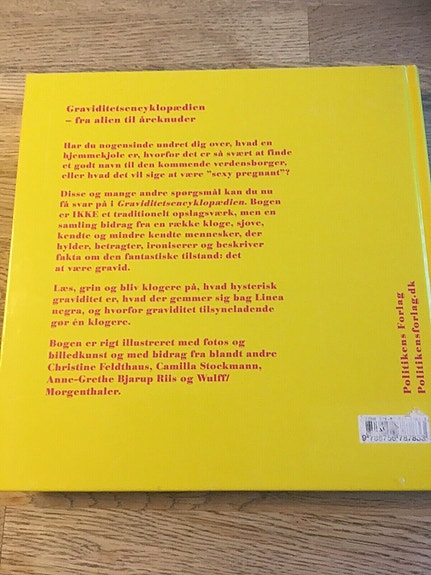 Graviditetsencyklopædien
– fra alien til åreknuder
Har du nogensinde undret dig over, hvad en
hjemmekjole er, hvorfor det er så svært at finde
et godt navn til den kommende verdensborger,
eller hvad det vil sige at være "sexy pregnant"?
Disse og mange andre spørgsmål kan du nu
få svar på i Graviditetsencyklopædien. Bogen
er IKKE et traditionelt opslagsværk, men en
samling bidrag fra en række kloge, sjove,
kendte og mindre kendte mennesker, der
hylder, betragter, ironiserer og beskriver
fakta om den fantastiske tilstand: det
at være gravid.
Læs, grin og bliv klogere på, hvad hysterisk
graviditet er, hvad der gemmer sig bag Linea
negra, og hvorfor graviditet tilsyneladende
gør én klogere.
Bogen er rigt illustreret med fotos og
billedkunst og med bidrag fra blandt andre
Christine Feldthaus, Camilla Stockmann,
Anne-Grethe Bjarup Riis og Wulff/
Morgenthaler.
Politikens Forlag
Politikensforlag.dk